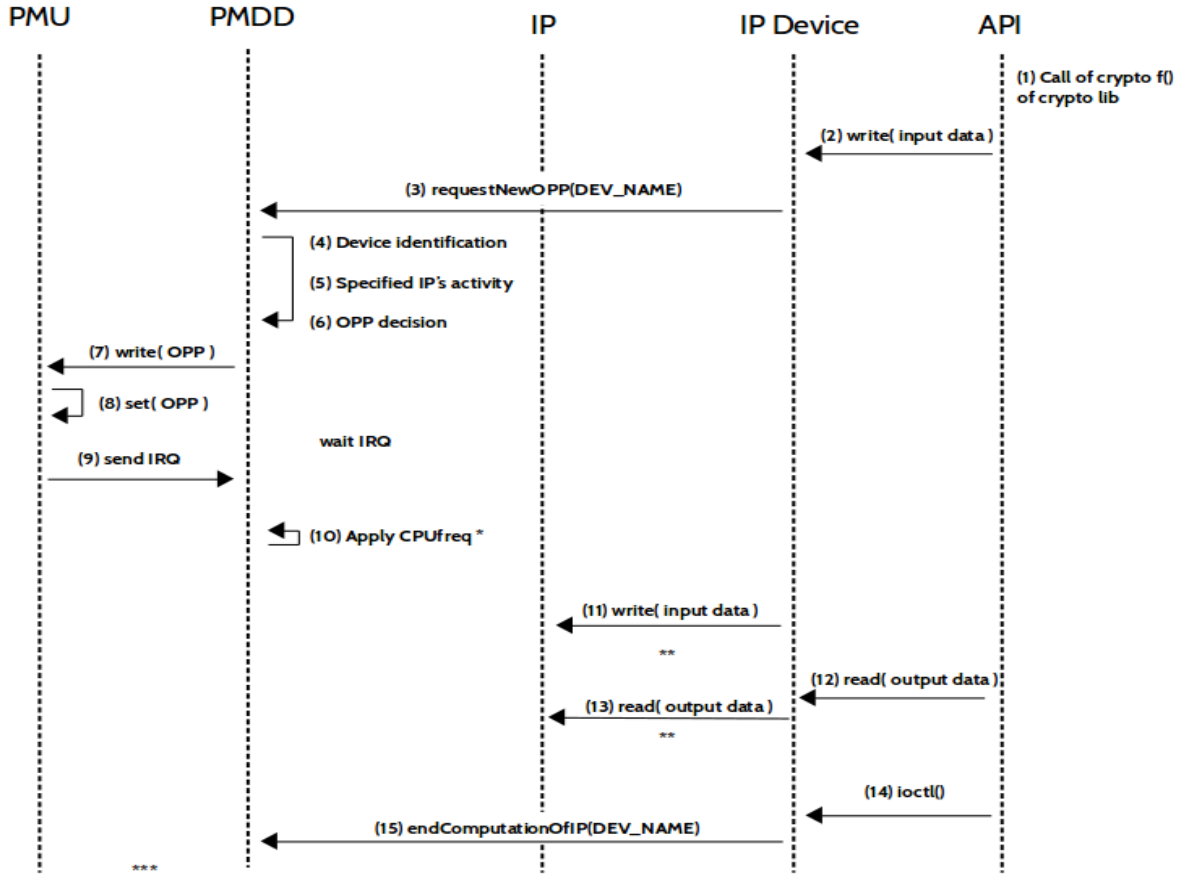 PMU PMDD IP IP Device API
(1) Call of crypto f()
of crypto lib
(2) write( input data )
(3) requestNewOPP(DEV_NAME)
(4) Device identification
(5) Specified IP's activity
(6) OPP decision
(7) write( OPP )
(8) set( OPP )
wait IRQ
(9) send IRQ
(10) Apply CPUfreq *
(11) write( input data )
**
(12) read( output data )
(13) read( output data )
**
(14) ioctl()
(15) endComputationOfIP(DEV_NAME)
***